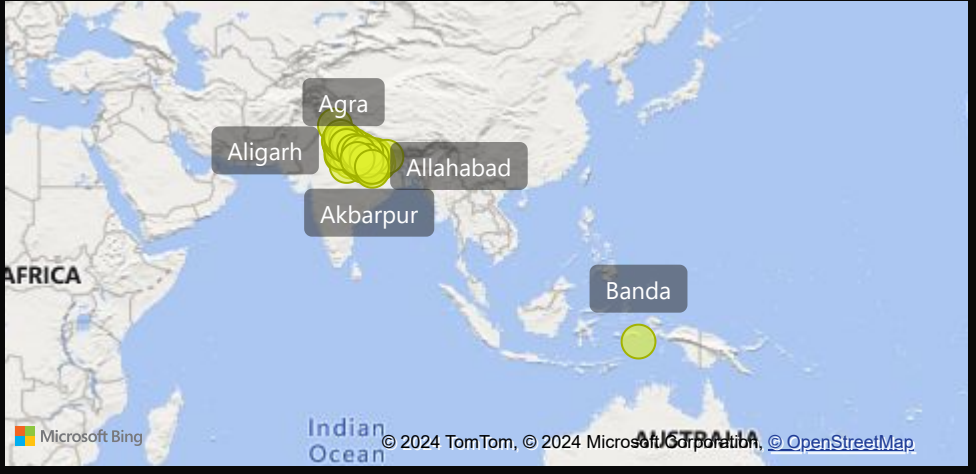 Agra
Aligarh
Allahabad
Akbarpur
AFRICA
Banda
Indian
Ocean
AUSTRALIA
Microsoft Bing
© 2024 TomTom, © 2024 Microsoft Corporation, © OpenStreetMap